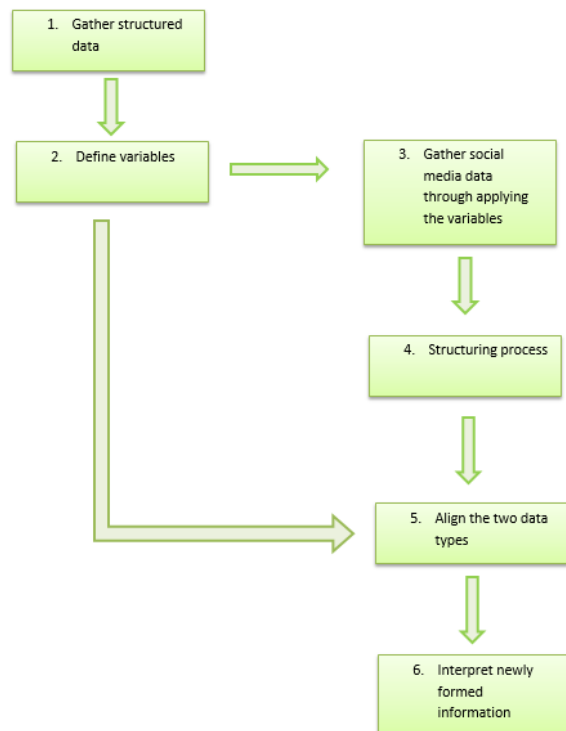 1. Gather structured
data
2. Define variables
3. Gather social
media data
through applying
the variables
4. Structuring process
5. Align the two data
types
6. Interpret newly
formed
information